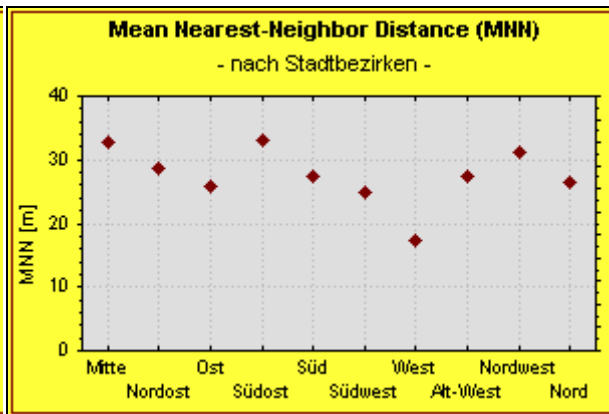 Mean Nearest-Neighbor Distance (MNN)
- nach Stadtbezirken -
40
30
20
10
0
MNN [m]
Mitte Ost Süd West Nordwest
Nordost Südost Südwest Alt-West Nord